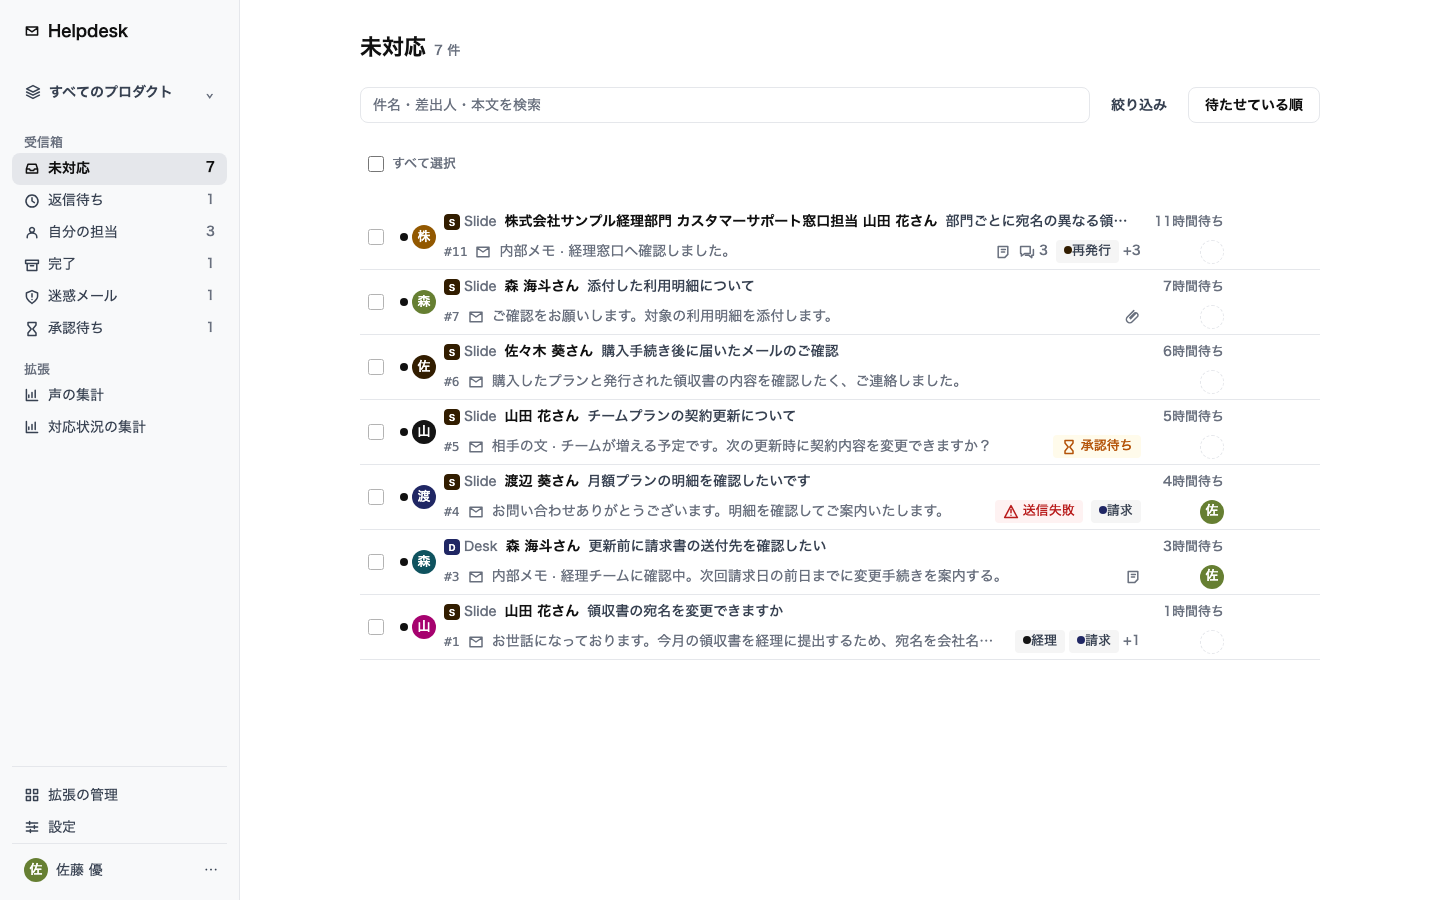 Helpdesk
すべてのプロダクト
受信箱
未対応 7
返信待ち 1
自分の担当 3
完了 1
迷惑メール 1
承認待ち 1
拡張
声の集計
対応状況の集計
拡張の管理
設定
佐 佐藤 優 …
未対応 7 件
件名・差出人・本文を検索 絞り込み 待たせている順
すべて選択
株 S Slide 株式会社サンプル経理部門 カスタマーサポート窓口担当 山田 花さん 部門ごとに宛名の異なる領… 11時間待ち
#11 内部メモ · 経理窓口へ確認しました。 3 再発行 +3
森 S Slide 森 海斗さん 添付した利用明細について 7時間待ち
#7 ご確認をお願いします。対象の利用明細を添付します。
佐 S Slide 佐々木 葵さん 購入手続き後に届いたメールのご確認 6時間待ち
#6 購入したプランと発行された領収書の内容を確認したく、ご連絡しました。
山 S Slide 山田 花さん チームプランの契約更新について 5時間待ち
#5 相手の文 · チームが増える予定です。次の更新時に契約内容を変更できますか？ 承認待ち
渡 S Slide 渡辺 葵さん 月額プランの明細を確認したいです 4時間待ち
#4 お問い合わせありがとうございます。明細を確認してご案内いたします。 送信失敗 請求 佐
森 D Desk 森 海斗さん 更新前に請求書の送付先を確認したい 3時間待ち
#3 内部メモ · 経理チームに確認中。次回請求日の前日までに変更手続きを案内する。 佐
山 S Slide 山田 花さん 領収書の宛名を変更できますか 1時間待ち
#1 お世話になっております。今月の領収書を経理に提出するため、宛名を会社名… 経理 請求 +1